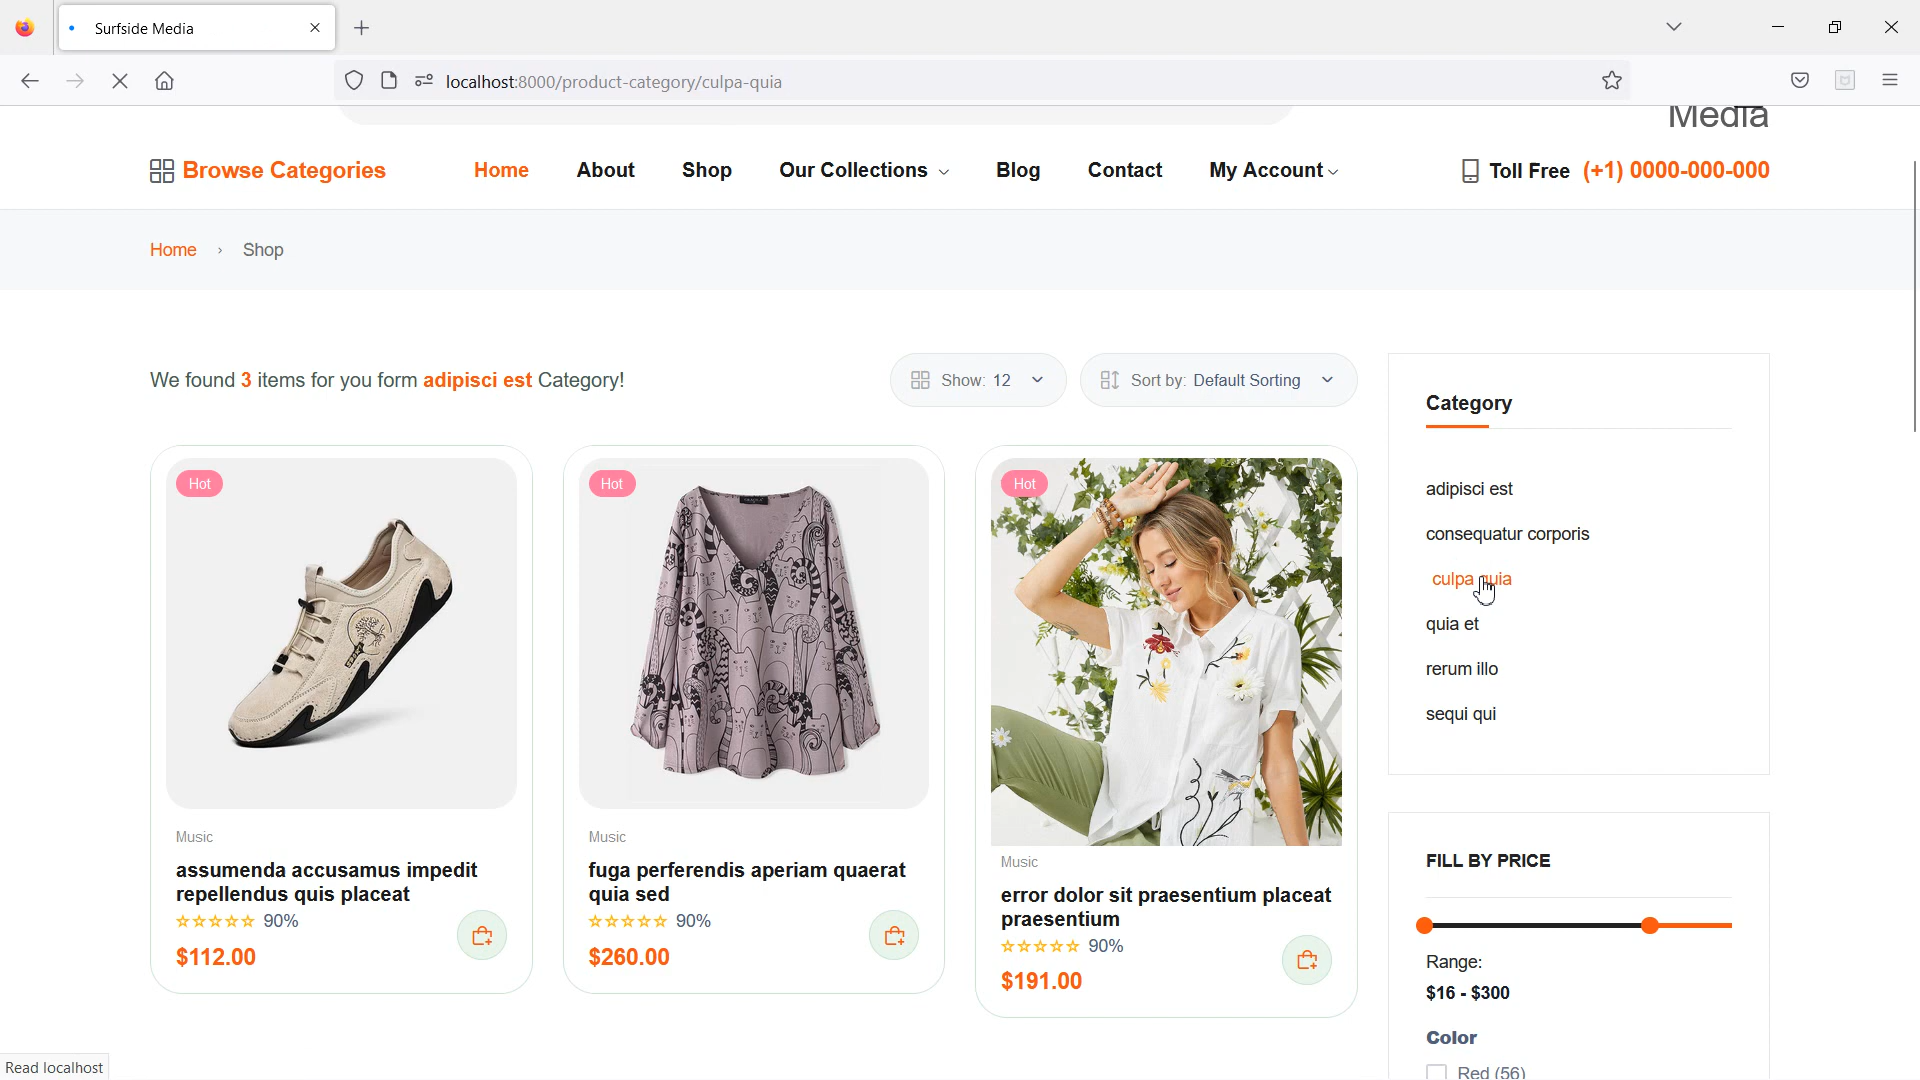 Surfside Media
localhost:8000/product-category/culpa-quia
Media
Browse Categories
Home
About
Shop
Our Collections
Blog
Contact
My Account
Toll Free (+1) 0000-000-000
Home > Shop
We found 3 items for you form adipisci est Category!
Show: 12
Sort by: Default Sorting
Hot
Music
assumenda accusamus impedit
repellendus quis placeat
90%
$112.00
Hot
Music
fuga perferendis aperiam quaerat
quia sed
90%
$260.00
Hot
Music
error dolor sit praesentium placeat
praesentium
90%
$191.00
Category
adipisci est
consequatur corporis
culpa quia
quia et
rerum illo
sequi qui
FILL BY PRICE
Range:
$16 - $300
Color
Red (56)
Read localhost